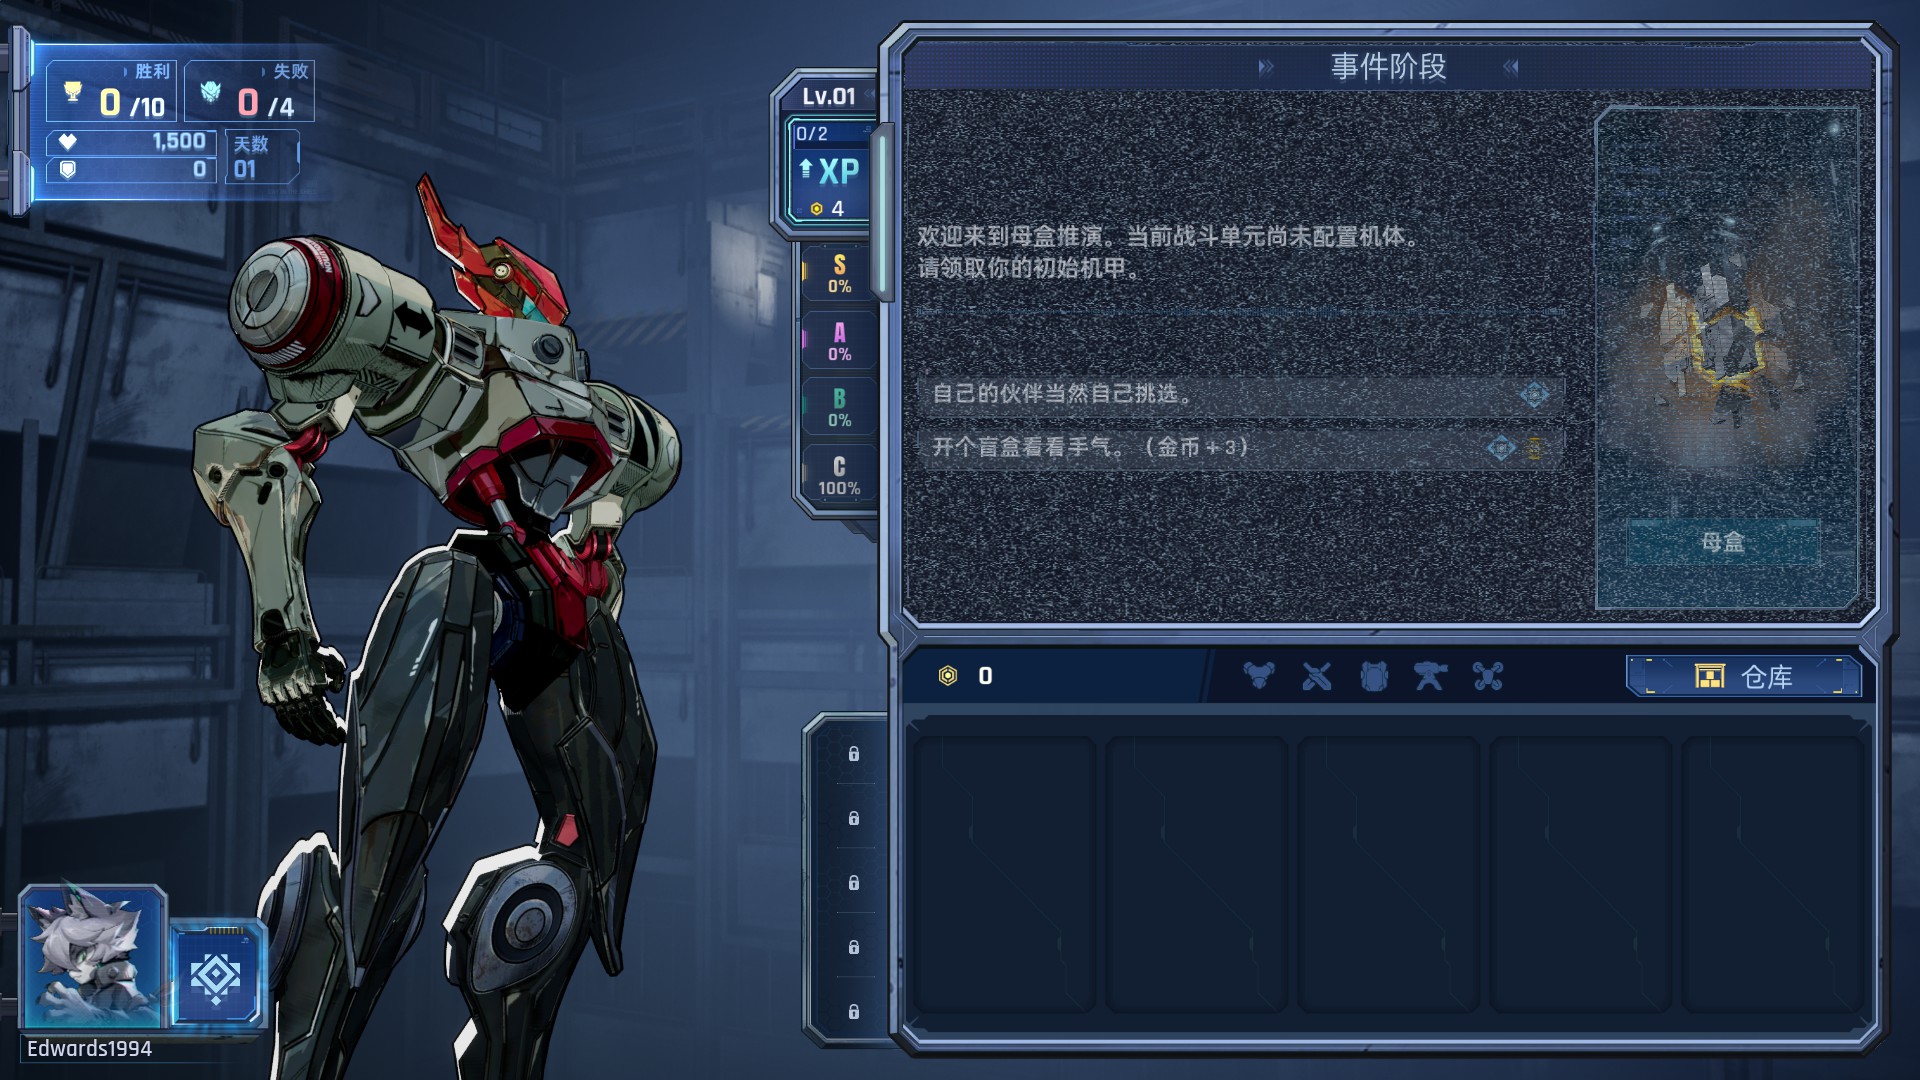 胜利
0 /10
失败
0 /4
1,500
0
天数
01
Lv.01
0/2
XP
4
S
0%
A
0%
B
0%
C
100%
事件阶段
欢迎来到母盒推演。当前战斗单元尚未配置机体。
请领取你的初始机甲。
自己的伙伴当然自己挑选。
开个盲盒看看手气。（金币+3）
母盒
0
仓库
Edwards1994